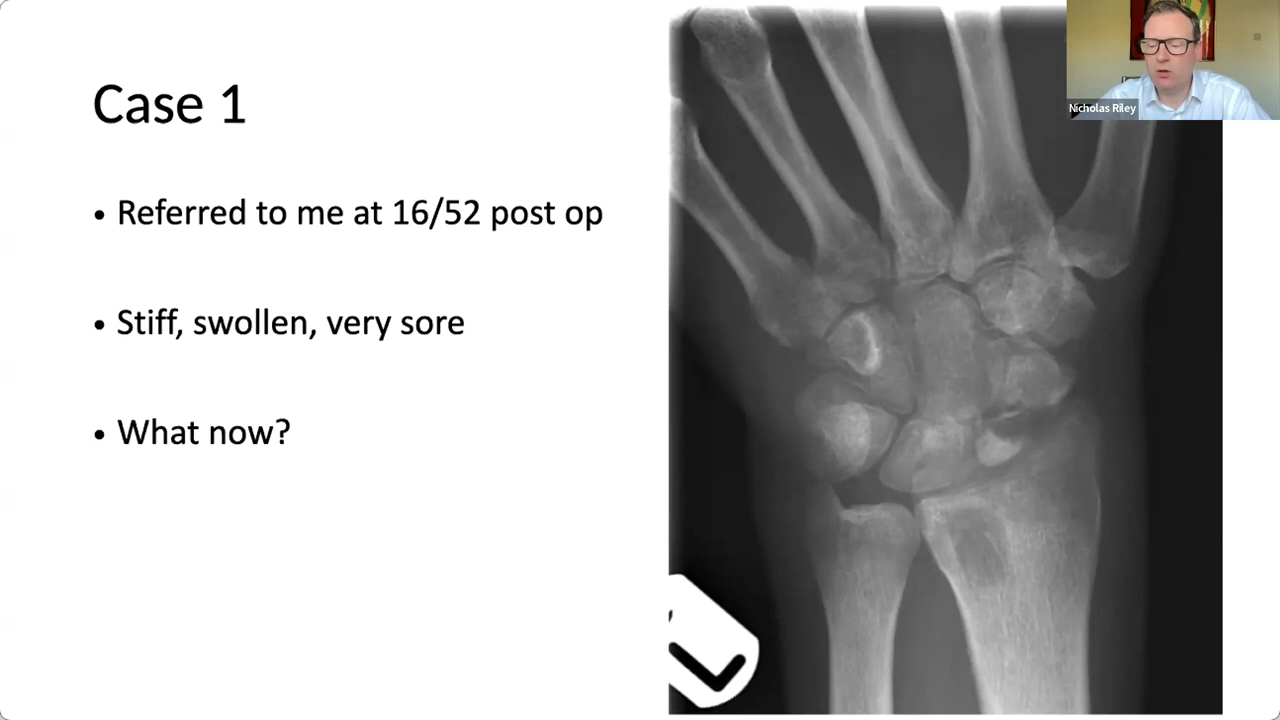 Case 1
• Referred to me at 16/52 post op
• Stiff, swollen, very sore
• What now?
Nicholas Riley
L